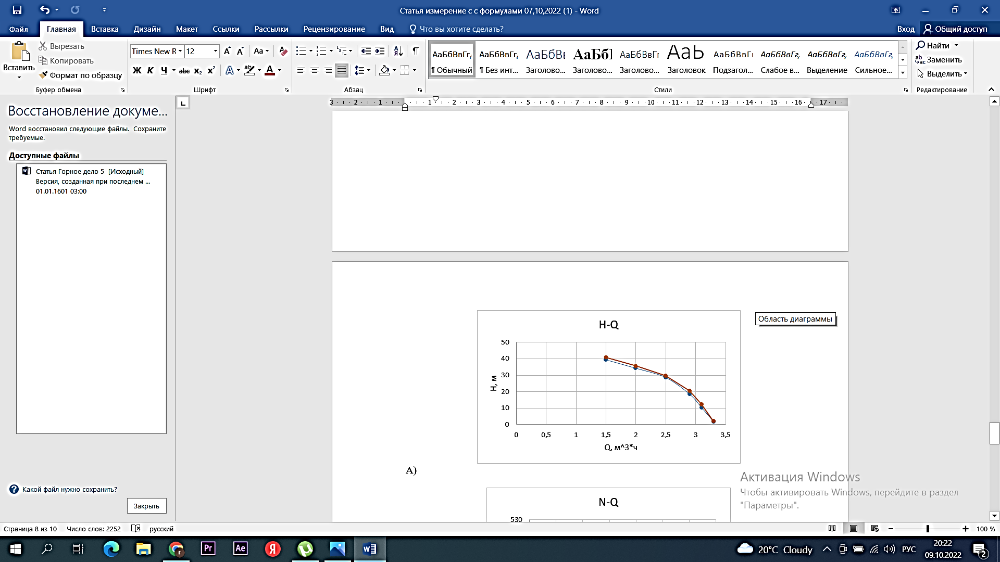 Статья измерение с с формулами 07,10,2022 (1) - Word
Файл Главная Вставка Дизайн Макет Ссылки Рассылки Рецензирование Вид Что вы хотите сделать? Вход Общий доступ
Вставить
Вырезать
Копировать
Формат по образцу
Буфер обмена
Times New R 12
Aa
Ж К Ч abc x₂ x²
Шрифт
Абзац
АаБбВвГг, АаБбВвГг, АаБбВв АаБб АаБбВвГг АаЬ АаБбВвГг АаБбВвГг, АаБбВвГг, АаБбВвГг,
¶ Обычный ¶ Без инт... Заголово... Заголово... Заголово... Заголовок Подзагол... Слабое в... Выделение Сильное...
Стили
Найти
Заменить
Выделить
Редактирование
3 2 1 1 2 3 4 5 6 7 8 9 10 11 12 13 14 15 16 17
Восстановление докуме...
Word восстановил следующие файлы. Сохраните
требуемые.
Доступные файлы
Статья Горное дело 5 [Исходный]
Версия, созданная при последнем ...
01.01.1601 03:00
Какой файл нужно сохранить?
Закрыть
H-Q
Область диаграммы
50
40
30
20
10
0
H, м
0 0,5 1 1,5 2 2,5 3 3,5
Q, м^3*ч
А)
N-Q
530
Активация Windows
Чтобы активировать Windows, перейдите в раздел
"Параметры".
Страница 8 из 10 Число слов: 2252 русский 100 %
Pr Ae Я
20°C Cloudy РУС
20:22
09.10.2022
2